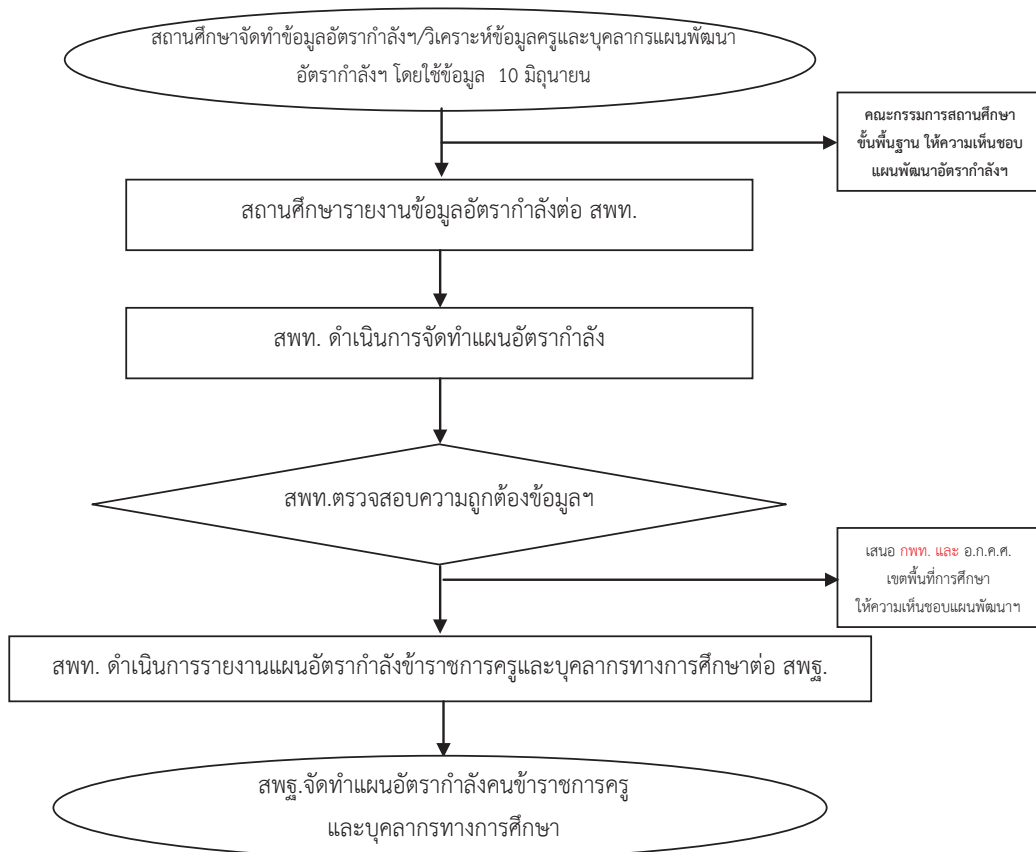 สถานศึกษาจัดทำข้อมูลอัตรากำลังฯ/วิเคราะห์ข้อมูลครูและบุคลากรแผนพัฒนา
อัตรากำลังฯ โดยใช้ข้อมูล 10 มิถุนายน
คณะกรรมการสถานศึกษา
ขั้นพื้นฐาน ให้ความเห็นชอบ
แผนพัฒนาอัตรากำลังฯ
สถานศึกษารายงานข้อมูลอัตรากำลังต่อ สพท.
สพท. ดำเนินการจัดทำแผนอัตรากำลัง
สพท.ตรวจสอบความถูกต้องข้อมูลฯ
เสนอ กพท. และ อ.ก.ค.ศ.
เขตพื้นที่การศึกษา
ให้ความเห็นชอบแผนพัฒนาฯ
สพท. ดำเนินการรายงานแผนอัตรากำลังข้าราชการครูและบุคลากรทางการศึกษาต่อ สพฐ.
สพฐ.จัดทำแผนอัตรากำลังคนข้าราชการครู
และบุคลากรทางการศึกษา